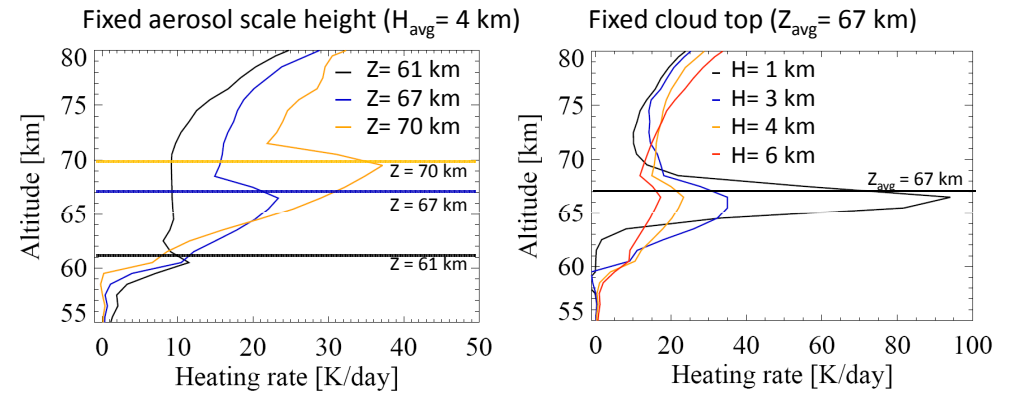 Fixed aerosol scale height (Havg= 4 km)
80
75
70
65
60
55
Altitude [km]
Z= 61 km
Z= 67 km
Z= 70 km
Z = 70 km
Z = 67 km
Z = 61 km
0 10 20 30 40 50
Heating rate [K/day]
Fixed cloud top (Zavg= 67 km)
80
75
70
65
60
55
Altitude [km]
H= 1 km
H= 3 km
H= 4 km
H= 6 km
Zavg = 67 km
0 20 40 60 80 100
Heating rate [K/day]